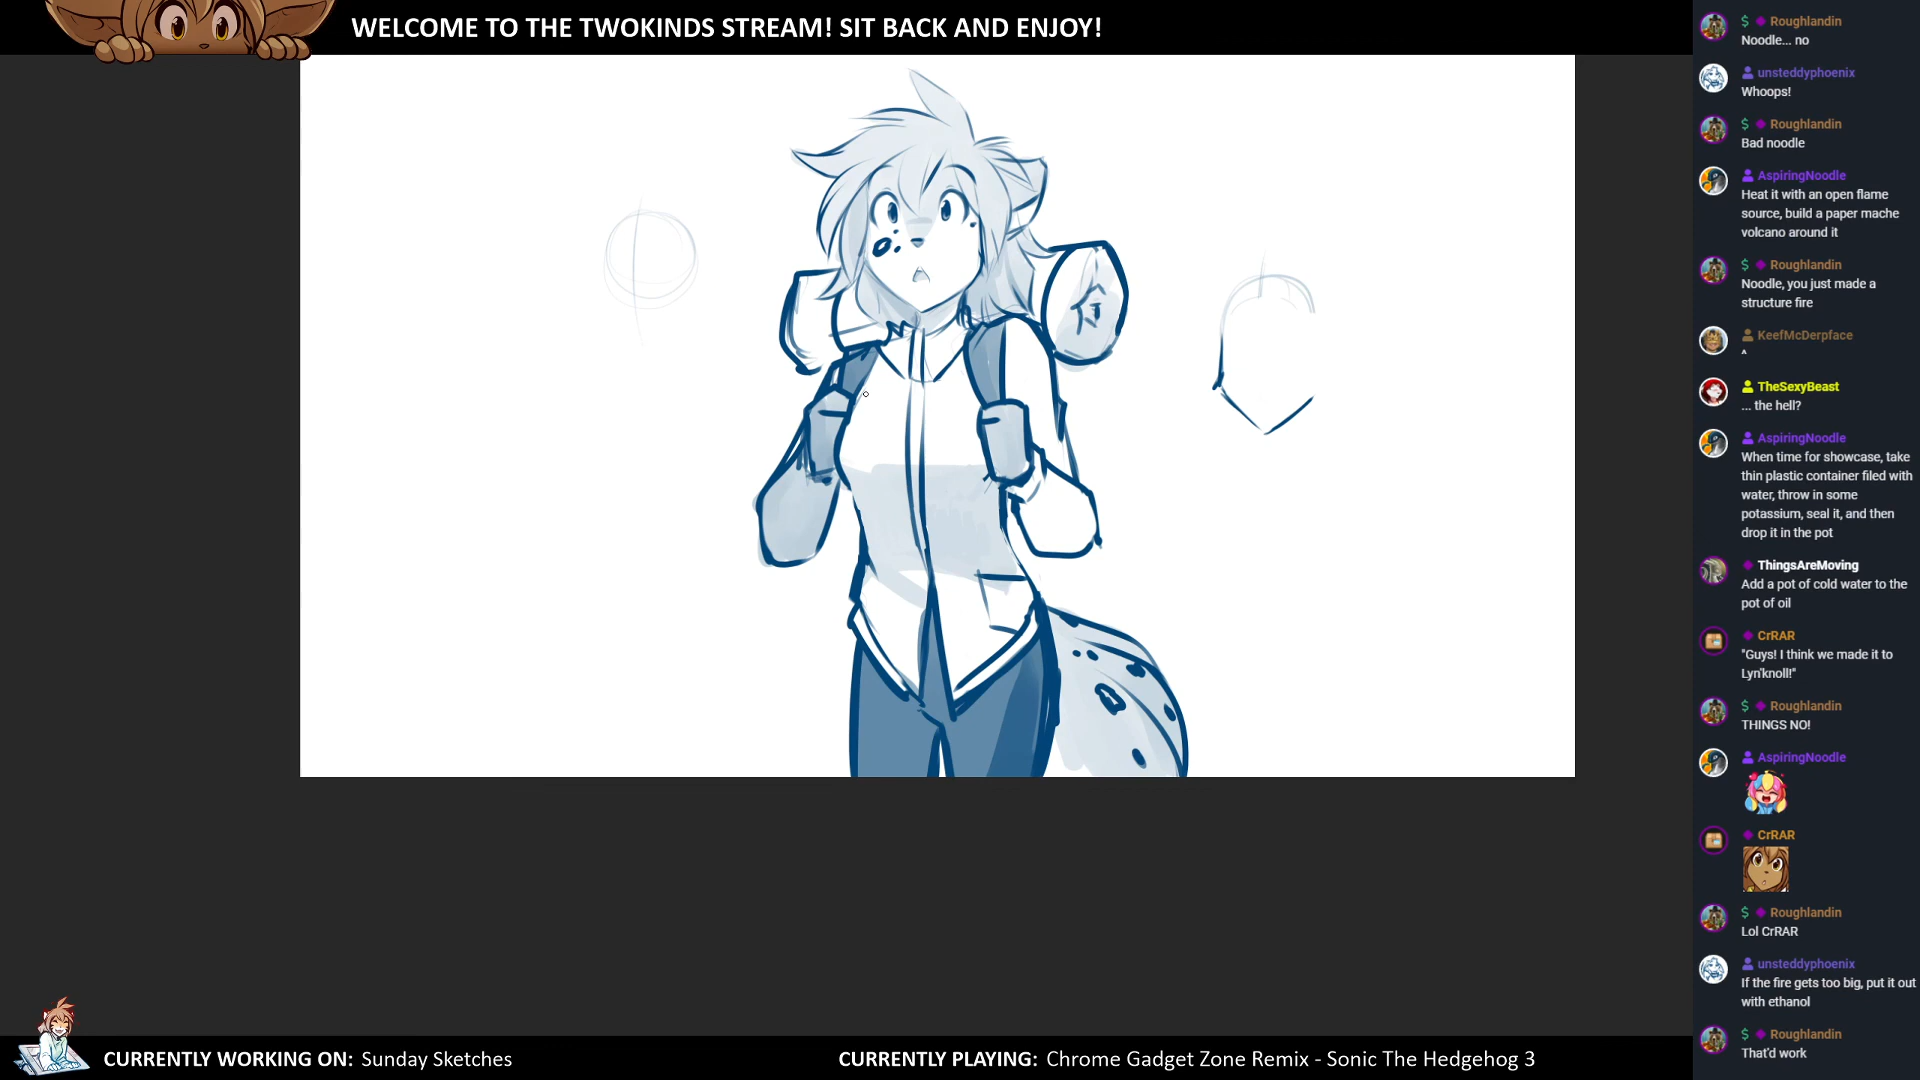 WELCOME TO THE TWOKINDS STREAM! SIT BACK AND ENJOY!
$ Roughlandin
Noodle... no
unsteddyphoenix
Whoops!
$ Roughlandin
Bad noodle
AspiringNoodle
Heat it with an open flame
source, build a paper mache
volcano around it
$ Roughlandin
Noodle, you just made a
structure fire
KeefMcDerpface
^
TheSexyBeast
... the hell?
AspiringNoodle
When time for showcase, take
thin plastic container filed with
water, throw in some
potassium, seal it, and then
drop it in the pot
ThingsAreMoving
Add a pot of cold water to the
pot of oil
CrRAR
"Guys! I think we made it to
Lyn'knoll!"
$ Roughlandin
THINGS NO!
AspiringNoodle
CrRAR
$ Roughlandin
Lol CrRAR
unsteddyphoenix
If the fire gets too big, put it out
with ethanol
$ Roughlandin
That'd work
CURRENTLY WORKING ON: Sunday Sketches
CURRENTLY PLAYING: Chrome Gadget Zone Remix - Sonic The Hedgehog 3